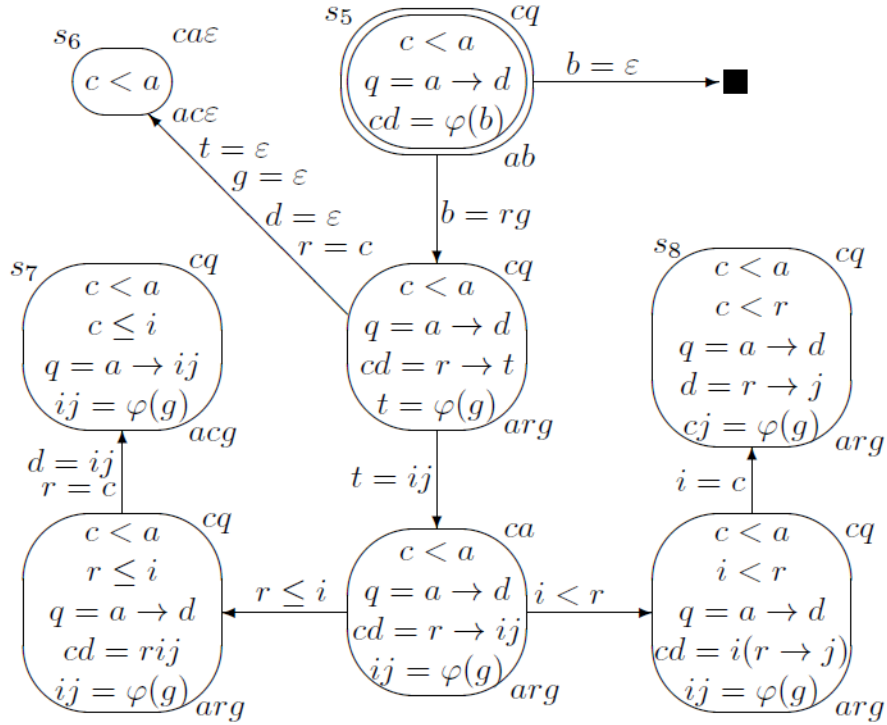 s₆ caε
c < a
acε
s₅ cq
c < a
q = a → d
cd = φ(b)
ab
b = ε
t = ε
g = ε
d = ε
r = c
b = rg
s₇ cq
c < a
c ≤ i
q = a → ij
ij = φ(g)
acg
cq
c < a
q = a → d
cd = r → t
t = φ(g)
arg
s₈ cq
c < a
c < r
q = a → d
d = r → j
cj = φ(g)
arg
d = ij
r = c
t = ij
i = c
cq
c < a
r ≤ i
q = a → d
cd = rij
ij = φ(g)
arg
r ≤ i
ca
c < a
q = a → d
cd = r → ij
ij = φ(g)
arg
i < r
cq
c < a
i < r
q = a → d
cd = i(r → j)
ij = φ(g)
arg